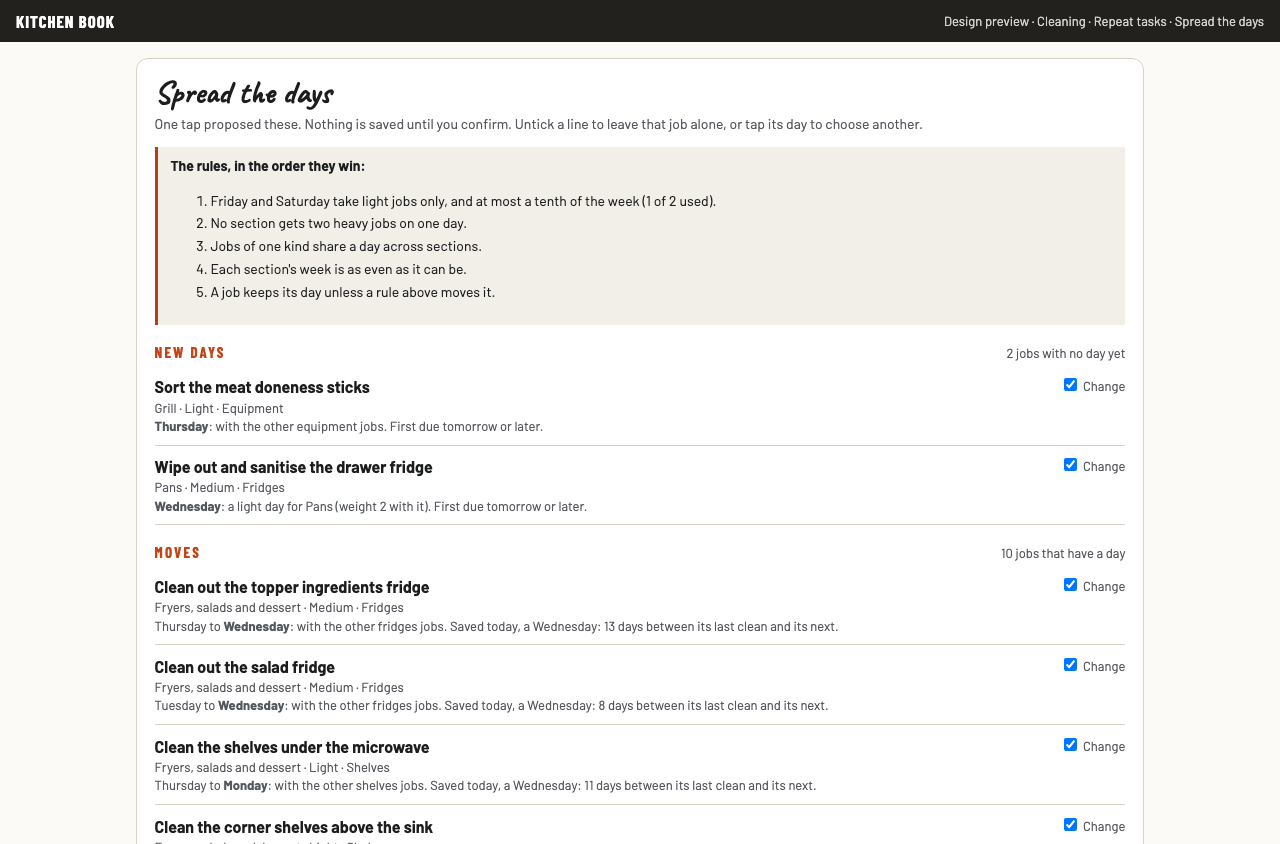 KITCHEN BOOK
Design preview · Cleaning · Repeat tasks · Spread the days
Spread the days
One tap proposed these. Nothing is saved until you confirm. Untick a line to leave that job alone, or tap its day to choose another.
The rules, in the order they win:
1. Friday and Saturday take light jobs only, and at most a tenth of the week (1 of 2 used).
2. No section gets two heavy jobs on one day.
3. Jobs of one kind share a day across sections.
4. Each section's week is as even as it can be.
5. A job keeps its day unless a rule above moves it.
NEW DAYS
2 jobs with no day yet
Sort the meat doneness sticks
Change
Grill · Light · Equipment
Thursday: with the other equipment jobs. First due tomorrow or later.
Wipe out and sanitise the drawer fridge
Change
Pans · Medium · Fridges
Wednesday: a light day for Pans (weight 2 with it). First due tomorrow or later.
MOVES
10 jobs that have a day
Clean out the topper ingredients fridge
Change
Fryers, salads and dessert · Medium · Fridges
Thursday to Wednesday: with the other fridges jobs. Saved today, a Wednesday: 13 days between its last clean and its next.
Clean out the salad fridge
Change
Fryers, salads and dessert · Medium · Fridges
Tuesday to Wednesday: with the other fridges jobs. Saved today, a Wednesday: 8 days between its last clean and its next.
Clean the shelves under the microwave
Change
Fryers, salads and dessert · Light · Shelves
Thursday to Monday: with the other shelves jobs. Saved today, a Wednesday: 11 days between its last clean and its next.
Clean the corner shelves above the sink
Change